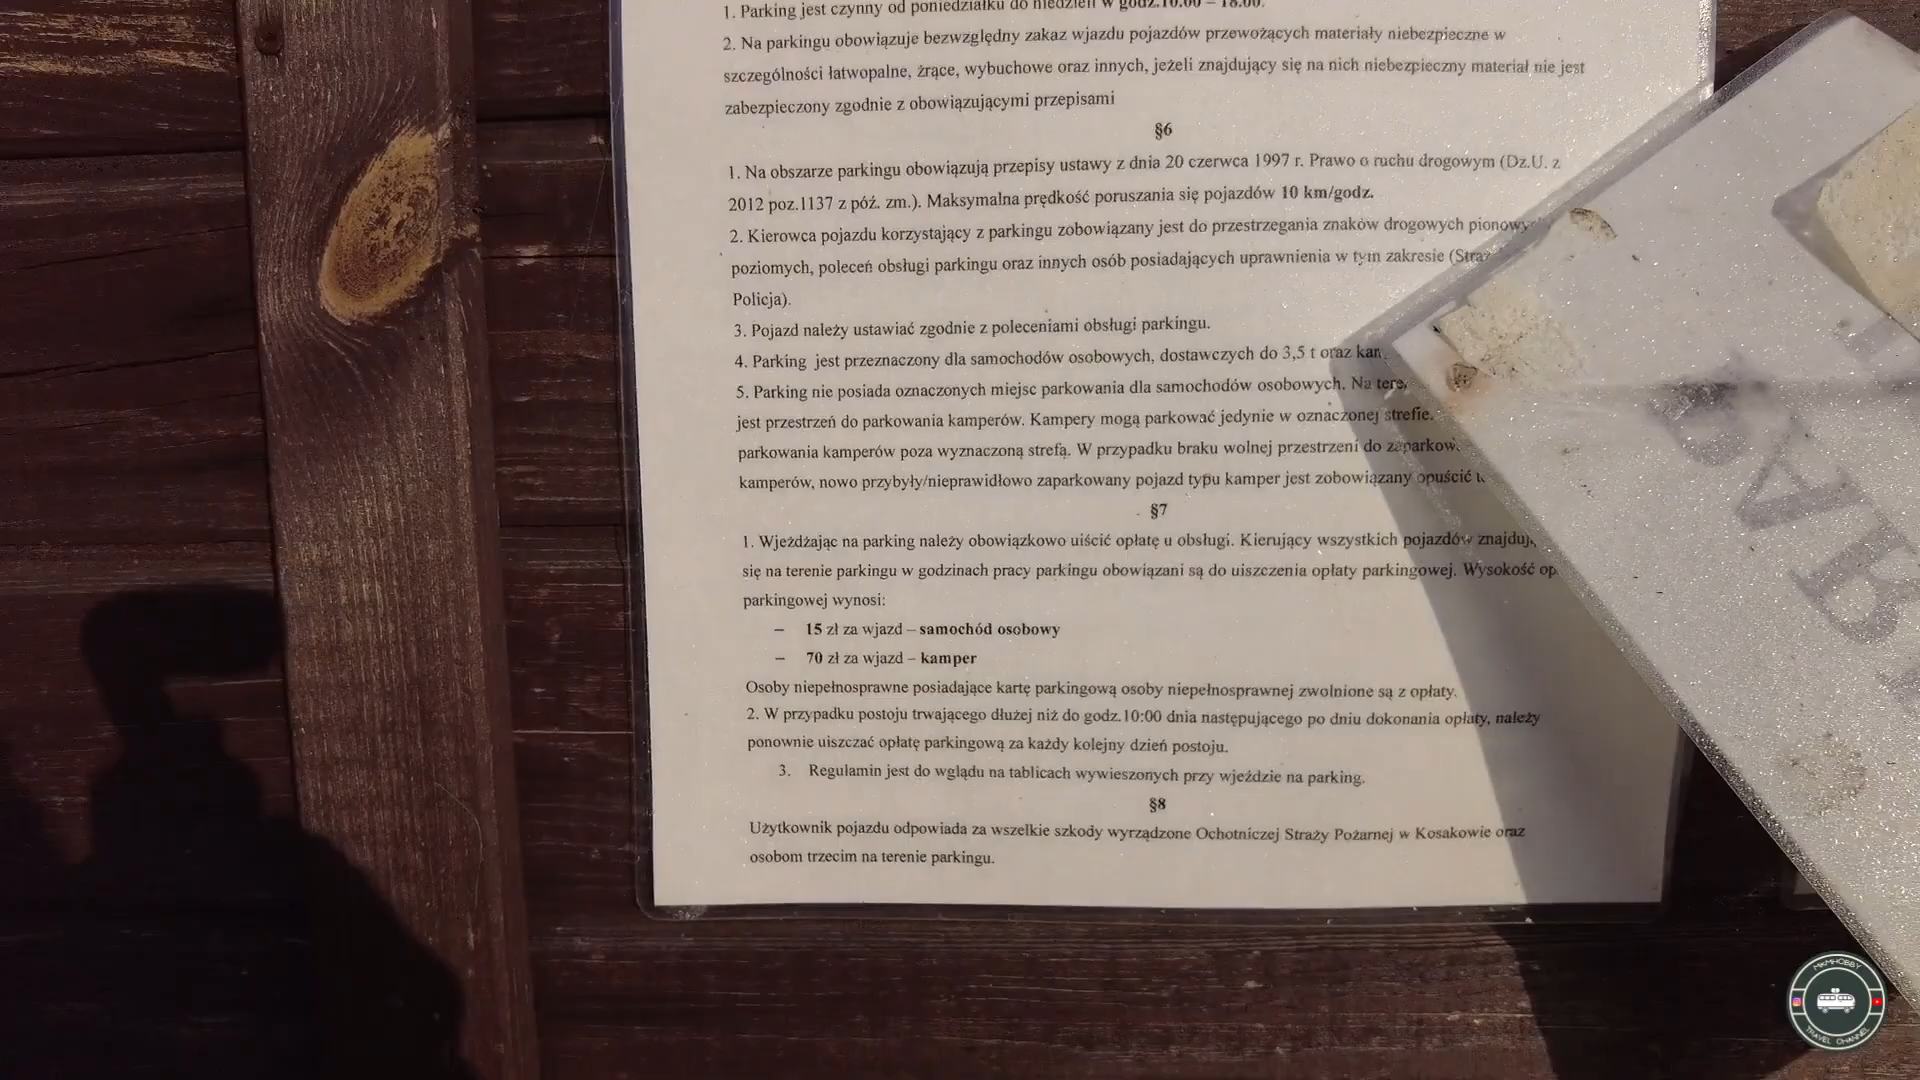 1. Parking jest czynny od poniedziałku do niedzieli w godz.10.00 – 18.00.
2. Na parkingu obowiązuje bezwzględny zakaz wjazdu pojazdów przewożących materiały niebezpieczne w
szczególności łatwopalne, żrące, wybuchowe oraz innych, jeżeli znajdujący się na nich niebezpieczny materiał nie jest
zabezpieczony zgodnie z obowiązującymi przepisami
§6
1. Na obszarze parkingu obowiązują przepisy ustawy z dnia 20 czerwca 1997 r. Prawo o ruchu drogowym (Dz.U. z
2012 poz.1137 z póź. zm.). Maksymalna prędkość poruszania się pojazdów 10 km/godz.
2. Kierowca pojazdu korzystający z parkingu zobowiązany jest do przestrzegania znaków drogowych
poziomych, poleceń obsługi parkingu oraz innych osób posiadających uprawnienia w tym zakresie
Policja).
3. Pojazd należy ustawiać zgodnie z poleceniami obsługi parkingu.
4. Parking jest przeznaczony dla samochodów osobowych, dostawczych do 3,5 t oraz
5. Parking nie posiada oznaczonych miejsc parkowania dla samochodów osobowych. Na
jest przestrzeń do parkowania kamperów. Kampery mogą parkować jedynie w oznaczonej strefie.
parkowania kamperów poza wyznaczoną strefą. W przypadku braku wolnej przestrzeni do
kamperów, nowo przybyły/nieprawidłowo zaparkowany pojazd typu kamper jest zobowiązany opuścić
§7
1. Wjeżdżając na parking należy obowiązkowo uiścić opłatę u obsługi. Kierujący wszystkich pojazdów
się na terenie parkingu w godzinach pracy parkingu obowiązani są do uiszczenia opłaty parkingowej. Wysokość
parkingowej wynosi:
– 15 zł za wjazd – samochód osobowy
– 70 zł za wjazd – kamper
Osoby niepełnosprawne posiadające kartę parkingową osoby niepełnosprawnej zwolnione są z opłaty.
2. W przypadku postoju trwającego dłużej niż do godz.10:00 dnia następującego po dniu dokonania opłaty, należy
ponownie uiszczać opłatę parkingową za każdy kolejny dzień postoju.
3. Regulamin jest do wglądu na tablicach wywieszonych przy wjeździe na parking.
§8
Użytkownik pojazdu odpowiada za wszelkie szkody wyrządzone Ochotniczej Straży Pożarnej w Kosakowie oraz
osobom trzecim na terenie parkingu.
MKMHOBBY
TRAVEL CHANNEL